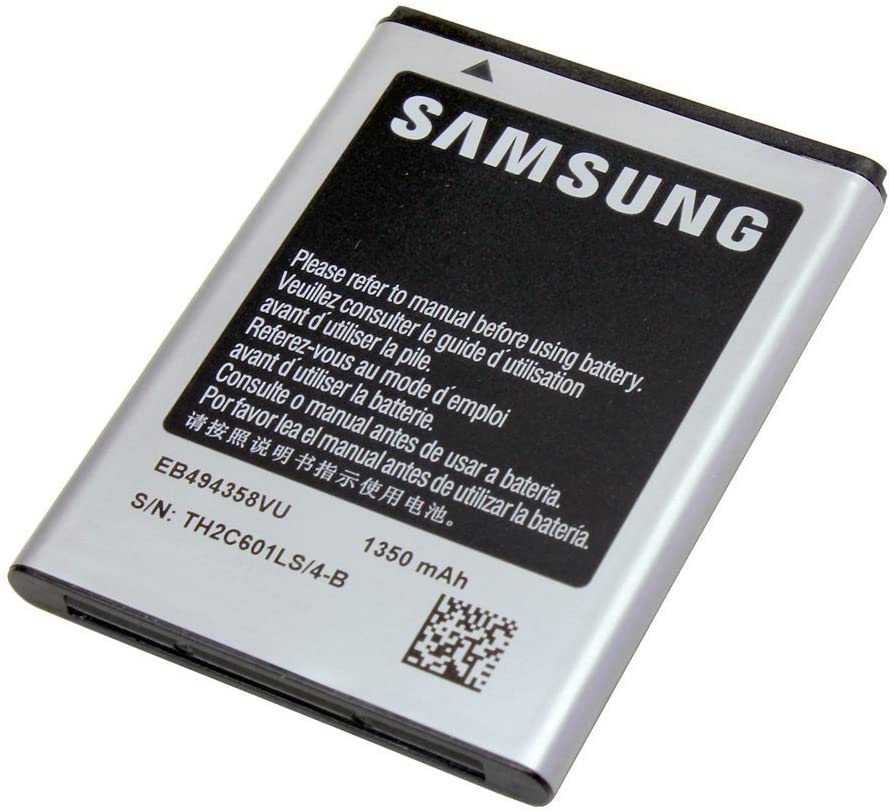 SAMSUNG
Please refer to manual before using battery.
Veuillez consulter le guide d'utilisation
avant d'utiliser la pile.
Referez-vous au mode d'emploi
avant d'utiliser la batterie.
Consulte o manual antes de usar a bateria.
Por favor lea el manual antes de utilizar la batería.
请按照说明书指示使用电池。
EB494358VU
1350 mAh
S/N: TH2C601LS/4-B